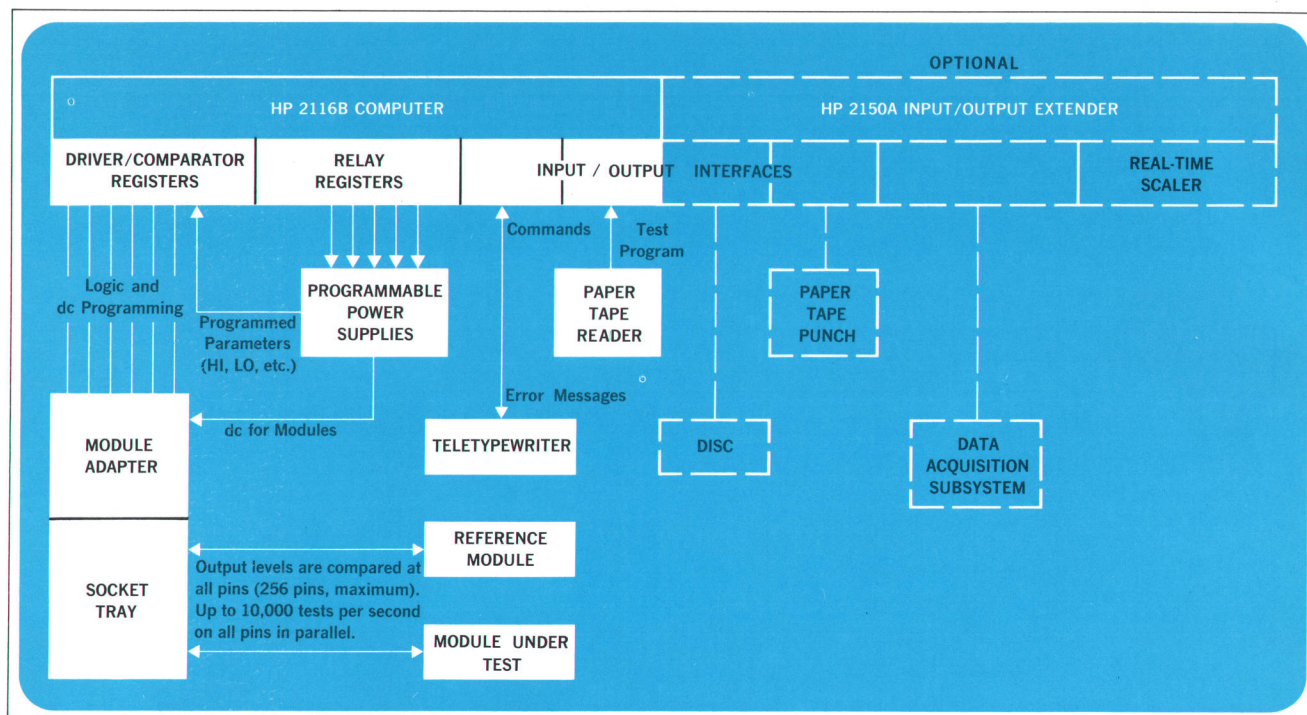 OPTIONAL
HP 2116B COMPUTER
HP 2150A INPUT/OUTPUT EXTENDER
DRIVER/COMPARATOR
REGISTERS
RELAY
REGISTERS
INPUT / OUTPUT INTERFACES
REAL-TIME
SCALER
Commands
Test
Program
Logic and
dc Programming
Programmed
Parameters
(HI, LO, etc.)
PROGRAMMABLE
POWER
SUPPLIES
PAPER
TAPE
READER
PAPER
TAPE
PUNCH
Error Messages
dc for Modules
MODULE
ADAPTER
TELETYPEWRITER
DISC
DATA
ACQUISITION
SUBSYSTEM
SOCKET
TRAY
REFERENCE
MODULE
Output levels are compared at
all pins (256 pins, maximum).
Up to 10,000 tests per second
on all pins in parallel.
MODULE UNDER
TEST